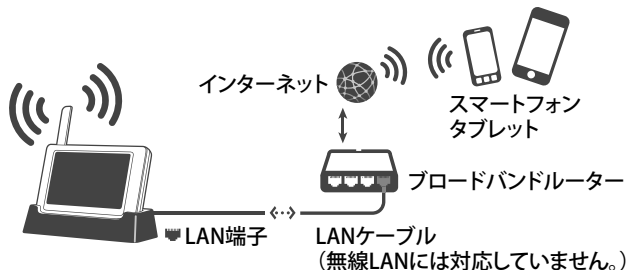 インターネット
スマートフォン
タブレット
ブロードバンドルーター
LAN端子
LANケーブル
（無線LANには対応していません。）